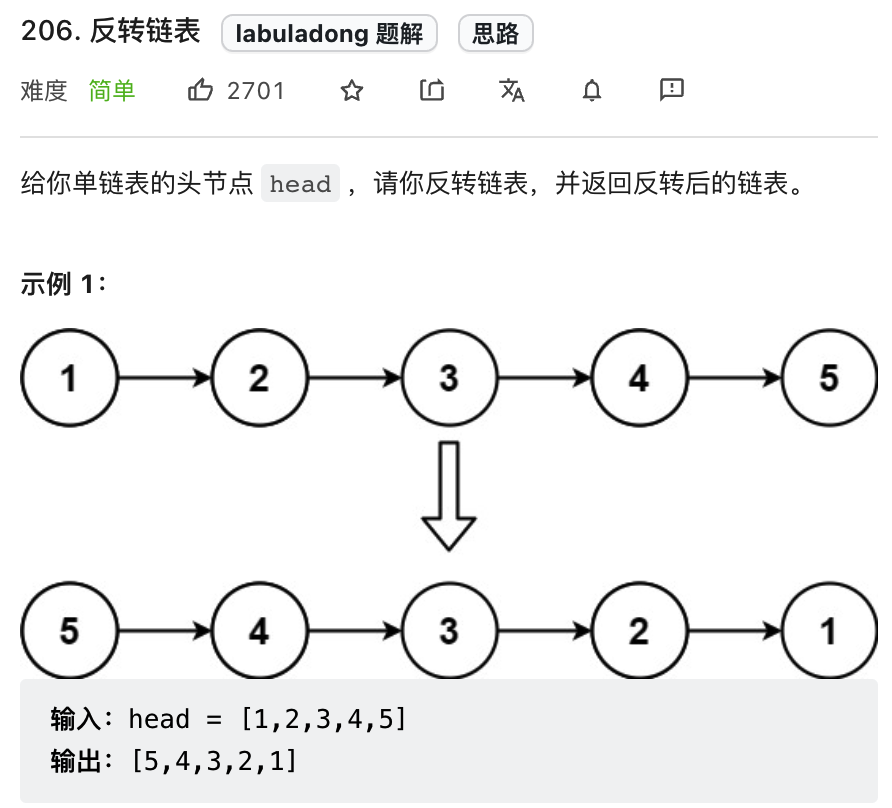 206. 反转链表 labuladong 题解 思路
难度 简单 2701
给你单链表的头节点 head ，请你反转链表，并返回反转后的链表。
示例 1：
1 2 3 4 5
5 4 3 2 1
输入：head = [1,2,3,4,5]
输出：[5,4,3,2,1]